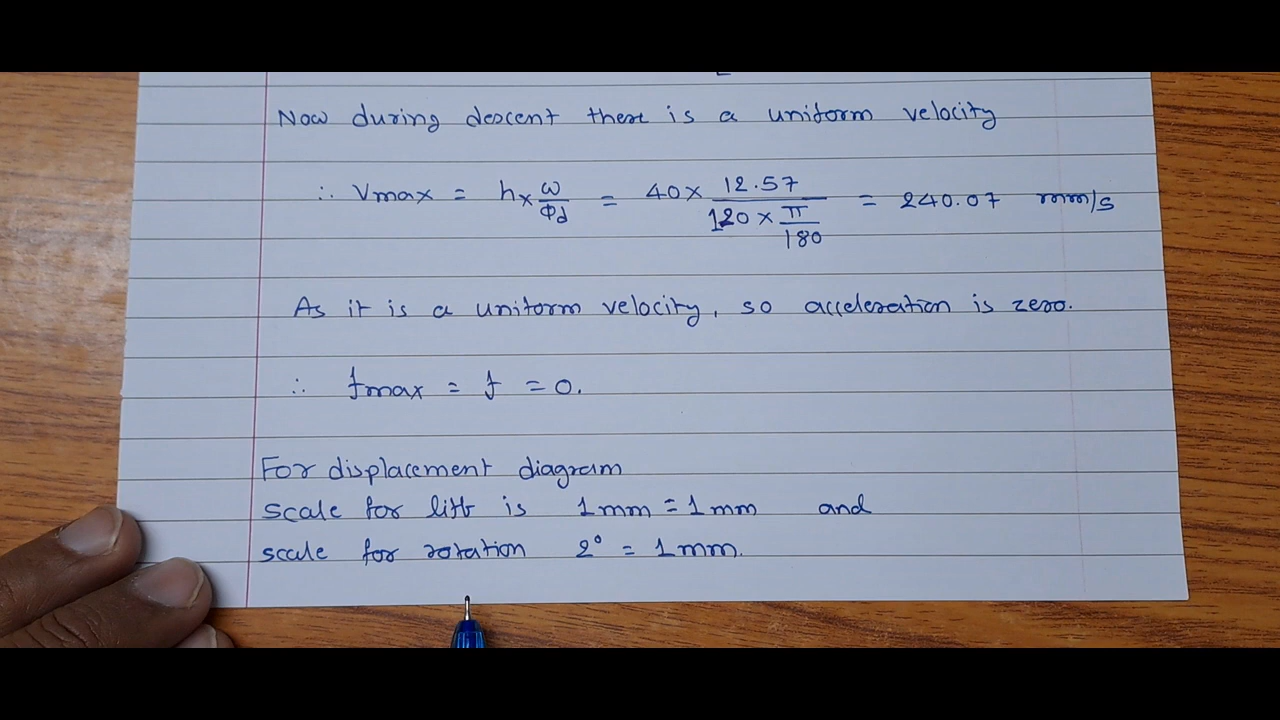 Now during descent there is a uniform velocity
∴ Vmax = h × ω/Φd = 40 × 12.57/(120 × π/180) = 240.07 mm/s
As it is a uniform velocity, so acceleration is zero.
∴ fmax = f = 0.
For displacement diagram
scale for lift is 1mm = 1mm and
scale for rotation 2° = 1mm.